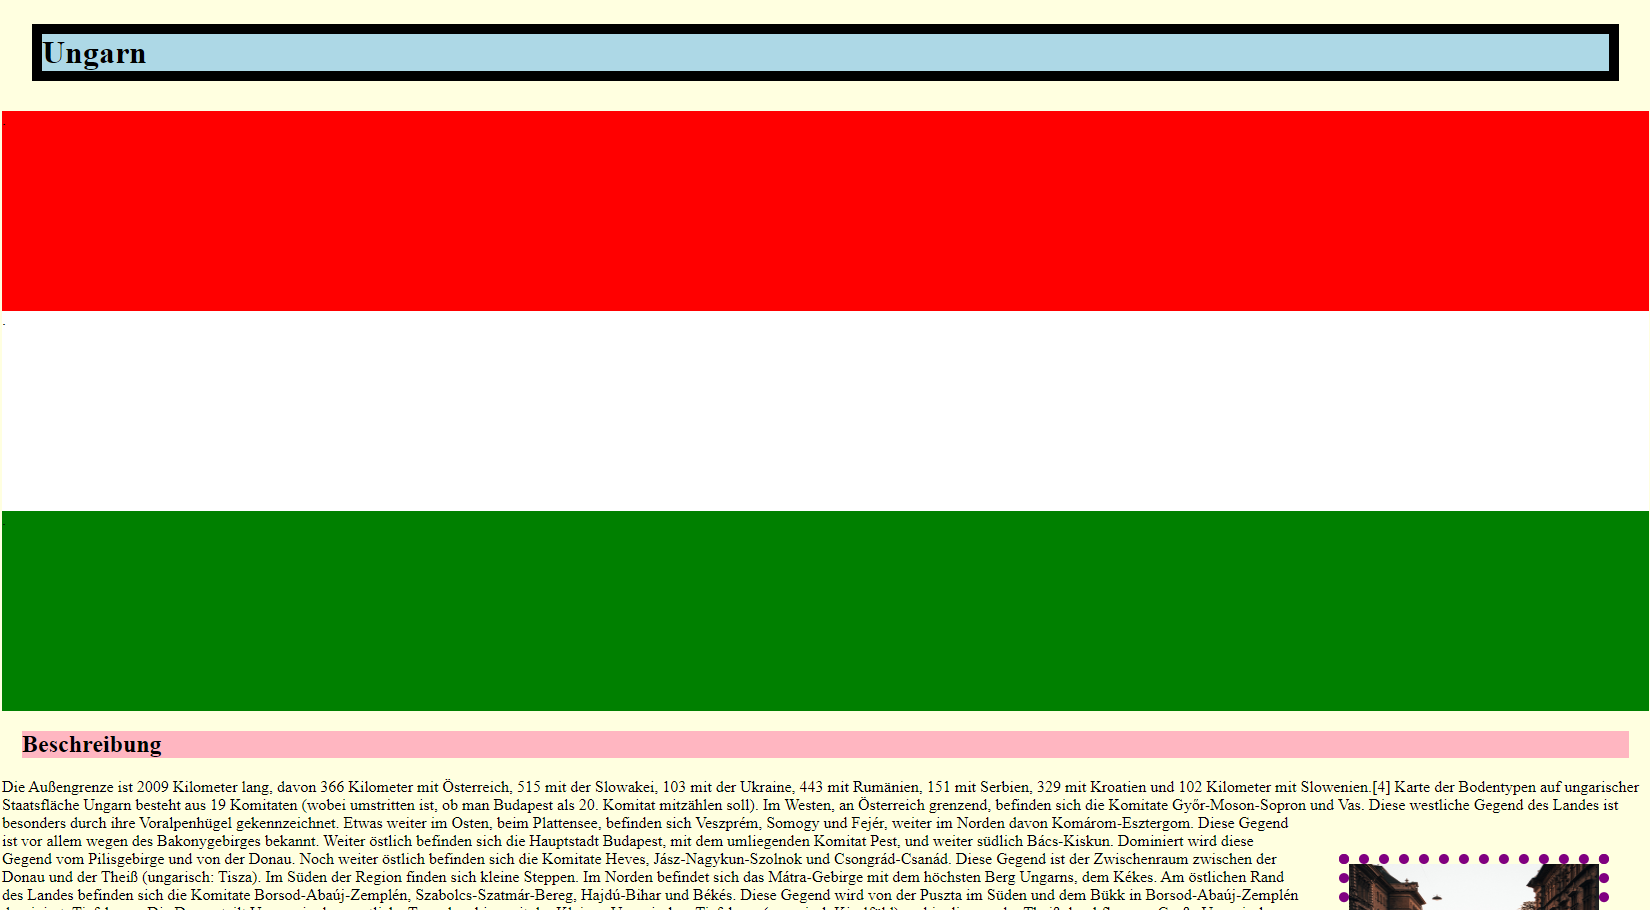 Ungarn
.
.
.
Beschreibung
Die Außengrenze ist 2009 Kilometer lang, davon 366 Kilometer mit Österreich, 515 mit der Slowakei, 103 mit der Ukraine, 443 mit Rumänien, 151 mit Serbien, 329 mit Kroatien und 102 Kilometer mit Slowenien.[4] Karte der Bodentypen auf ungarischer
Staatsfläche Ungarn besteht aus 19 Komitaten (wobei umstritten ist, ob man Budapest als 20. Komitat mitzählen soll). Im Westen, an Österreich grenzend, befinden sich die Komitate Győr-Moson-Sopron und Vas. Diese westliche Gegend des Landes ist
besonders durch ihre Voralpenhügel gekennzeichnet. Etwas weiter im Osten, beim Plattensee, befinden sich Veszprém, Somogy und Fejér, weiter im Norden davon Komárom-Esztergom. Diese Gegend
ist vor allem wegen des Bakonygebirges bekannt. Weiter östlich befinden sich die Hauptstadt Budapest, mit dem umliegenden Komitat Pest, und weiter südlich Bács-Kiskun. Dominiert wird diese
Gegend vom Pilisgebirge und von der Donau. Noch weiter östlich befinden sich die Komitate Heves, Jász-Nagykun-Szolnok und Csongrád-Csanád. Diese Gegend ist der Zwischenraum zwischen der
Donau und der Theiß (ungarisch: Tisza). Im Süden der Region finden sich kleine Steppen. Im Norden befindet sich das Mátra-Gebirge mit dem höchsten Berg Ungarns, dem Kékes. Am östlichen Rand
des Landes befinden sich die Komitate Borsod-Abaúj-Zemplén, Szabolcs-Szatmár-Bereg, Hajdú-Bihar und Békés. Diese Gegend wird von der Puszta im Süden und dem Bükk in Borsod-Abaúj-Zemplén